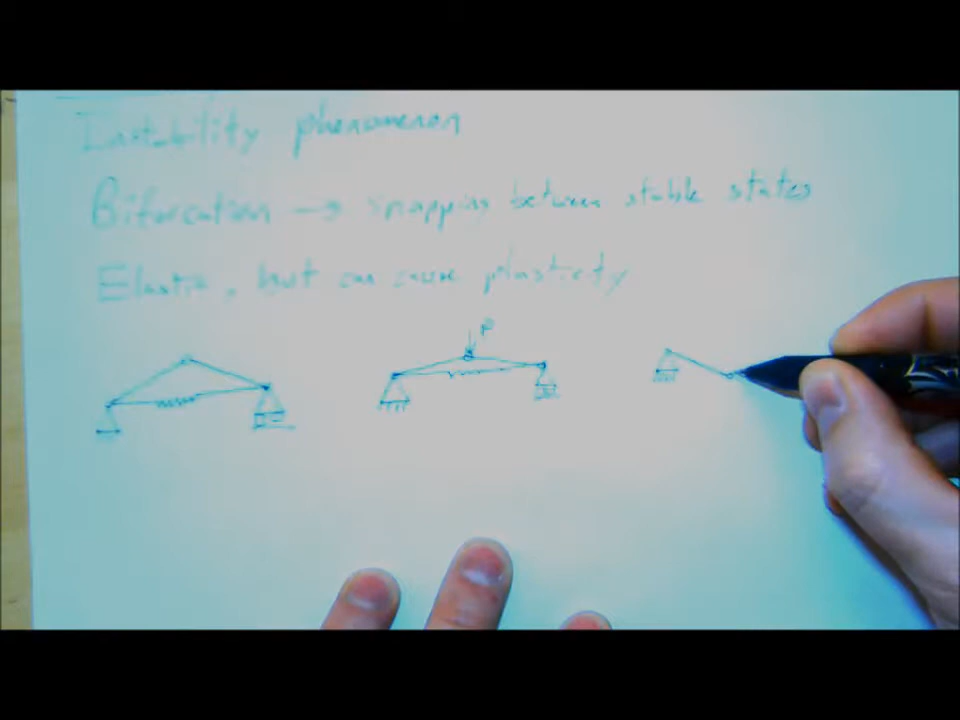 Instability phenomenon
Bifurcation → Snapping between stable states
Elastic, but can cause plasticity
P